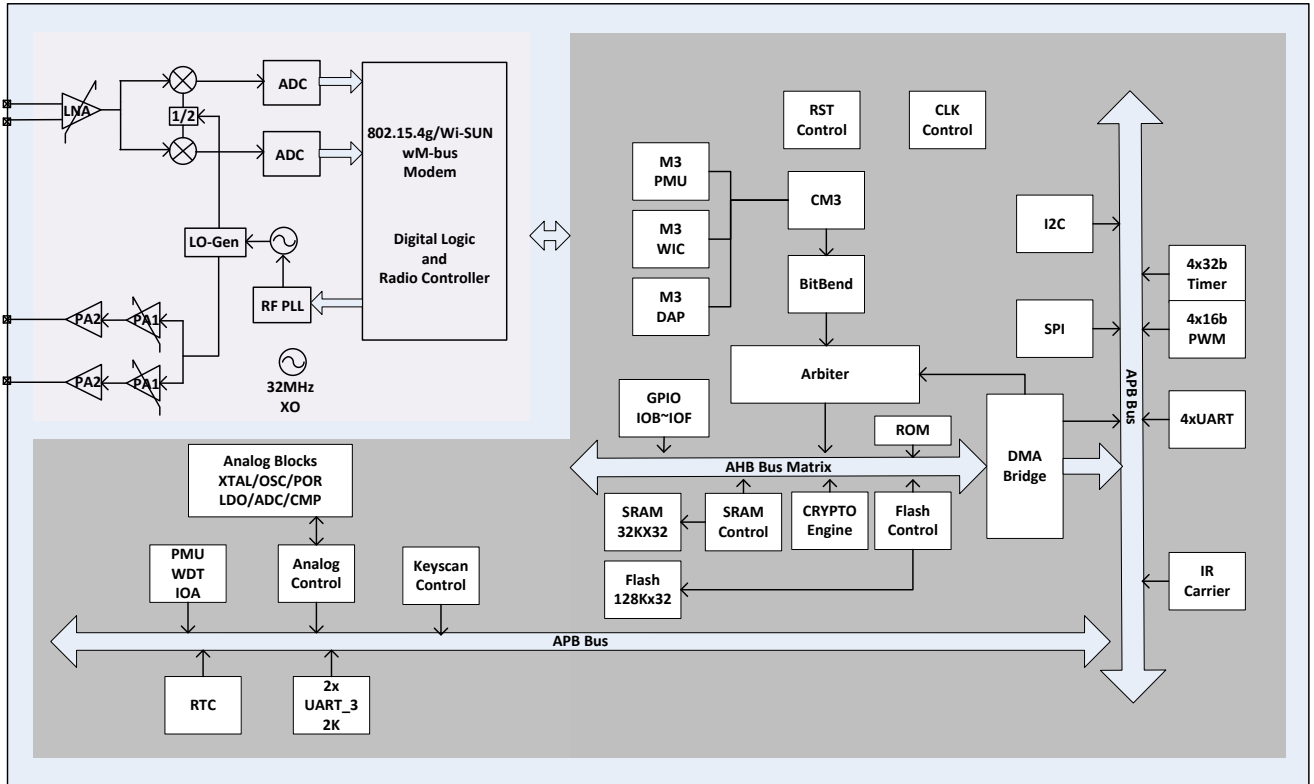 LNA
1/2
ADC
ADC
802.15.4g/Wi-SUN
wM-bus
Modem
Digital Logic
and
Radio Controller
LO-Gen
RF PLL
PA2
PA1
PA2
PA1
32MHz
XO
RST
Control
CLK
Control
M3
PMU
M3
WIC
M3
DAP
CM3
BitBend
Arbiter
GPIO
IOB~IOF
ROM
AHB Bus Matrix
DMA
Bridge
SRAM
32KX32
SRAM
Control
CRYPTO
Engine
Flash
Control
Flash
128Kx32
I2C
SPI
APB Bus
4x32b
Timer
4x16b
PWM
4xUART
IR
Carrier
Analog Blocks
XTAL/OSC/POR
LDO/ADC/CMP
PMU
WDT
IOA
Analog
Control
Keyscan
Control
APB Bus
RTC
2x
UART_3
2K